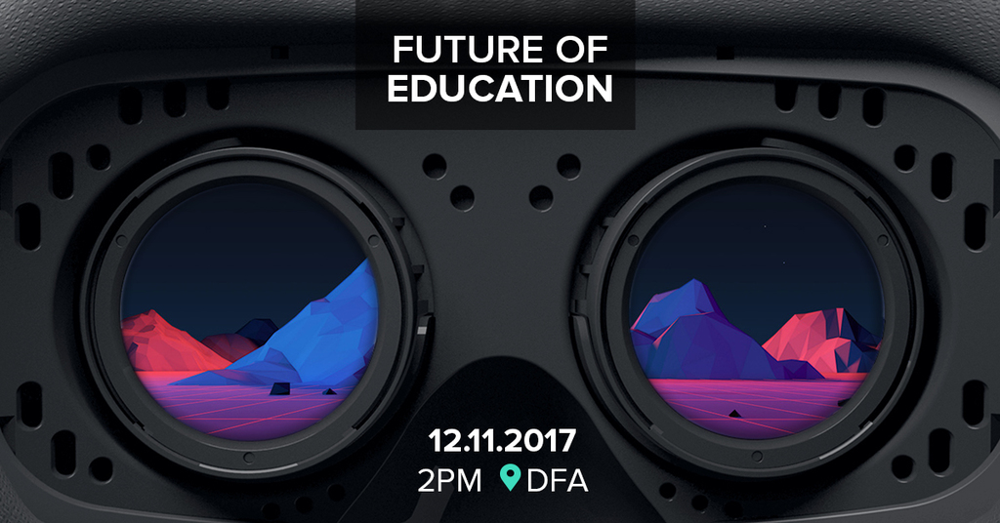 FUTURE OF
EDUCATION
12.11.2017
2PM DFA